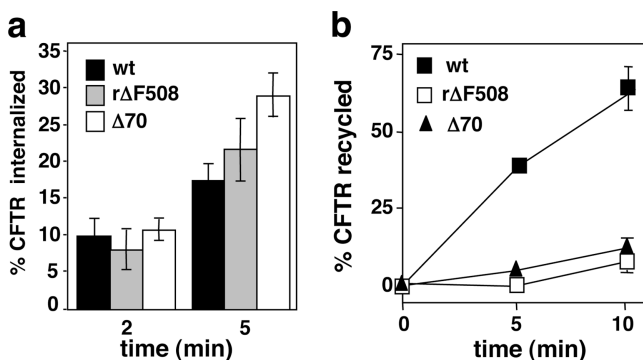 a
% CFTR internalized
35
30
25
20
15
10
5
0
wt
rΔF508
Δ70
2 5
time (min)
b
% CFTR recycled
75
50
25
0
wt
rΔF508
Δ70
0 5 10
time (min)